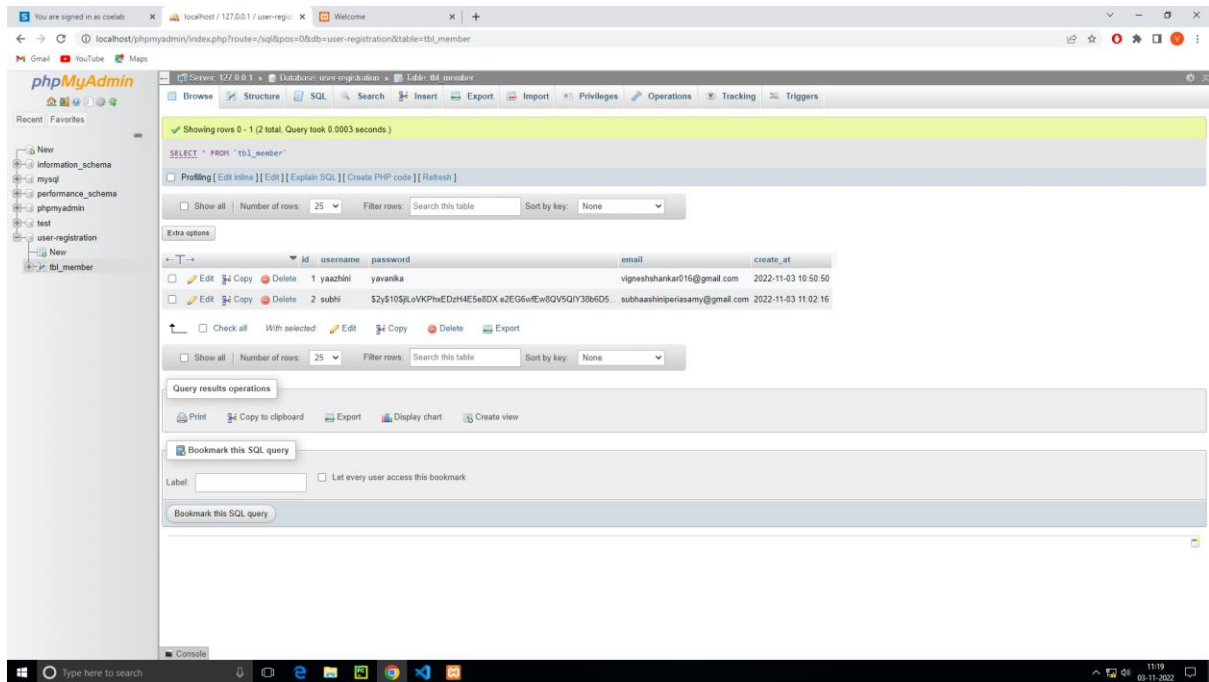 You are signed in as coelab
localhost / 127.0.0.1 / user-regis
Welcome
localhost/phpmyadmin/index.php?route=/sql&pos=0&db=user-registration&table=tbl_member
Gmail YouTube Maps
phpMyAdmin
Recent Favorites
New
information_schema
mysql
performance_schema
phpmyadmin
test
user-registration
New
tbl_member
Server: 127.0.0.1 » Database: user-registration » Table: tbl_member
Browse Structure SQL Search Insert Export Import Privileges Operations Tracking Triggers
Showing rows 0 - 1 (2 total, Query took 0.0003 seconds.)
SELECT * FROM `tbl_member`
Profiling [ Edit inline ] [ Edit ] [ Explain SQL ] [ Create PHP code ] [ Refresh ]
Show all | Number of rows: 25 Filter rows: Search this table Sort by key: None
Extra options
←T→ id username password email create_at
Edit Copy Delete 1 yaazhini yavanika vigneshshankar016@gmail.com 2022-11-03 10:50:50
Edit Copy Delete 2 subhi subhaashiniperiasamy@gmail.com 2022-11-03 11:02:16
Check all With selected: Edit Copy Delete Export
Show all | Number of rows: 25 Filter rows: Search this table Sort by key: None
Query results operations
Print Copy to clipboard Export Display chart Create view
Bookmark this SQL query
Label: Let every user access this bookmark
Bookmark this SQL query
Console
Type here to search
11:19
03-11-2022